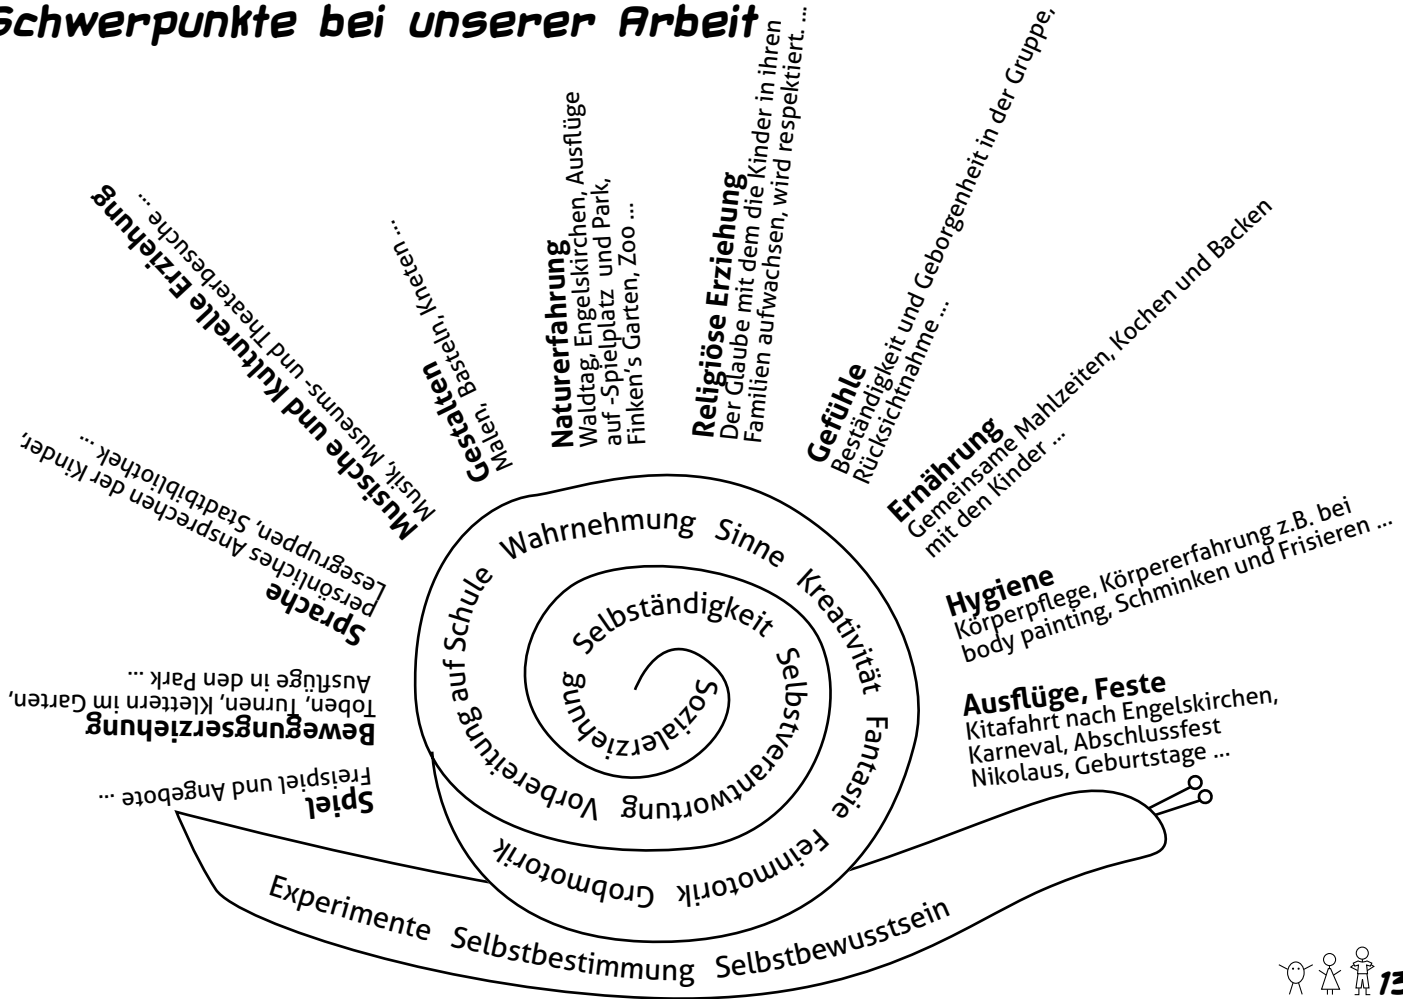 Schwerpunkte bei unserer Arbeit
Spiel
Freispiel und Angebote ...
Bewegungserziehung
Toben, Turnen, Klettern im Garten,
Ausflüge in den Park ...
Sprache
persönliches Ansprechen der Kinder,
Lesegruppen, Stadtbibliothek ...
Musische und Kulturelle Erziehung
Musik, Museums- und Theaterbesuche ...
Gestalten
Malen, Basteln, Kneten ...
Naturerfahrung
Waldtag, Engelskirchen, Ausflüge
auf -Spielplatz und Park,
Finken's Garten, Zoo ...
Religiöse Erziehung
Der Glaube mit dem die Kinder in ihren
Familien aufwachsen, wird respektiert. ...
Gefühle
Beständigkeit und Geborgenheit in der Gruppe,
Rücksichtnahme ...
Ernährung
Gemeinsame Mahlzeiten, Kochen und Backen
mit den Kinder ...
Hygiene
Körperpflege, Körpererfahrung z.B. bei
body painting, Schminken und Frisieren ...
Ausflüge, Feste
Kitafahrt nach Engelskirchen,
Karneval, Abschlussfest
Nikolaus, Geburtstage ...
Sozialerziehung Selbständigkeit Selbstverantwortung Vorbereitung auf Schule Wahrnehmung Sinne Kreativität Fantasie Feinmotorik Grobmotorik
Experimente Selbstbestimmung Selbstbewusstsein
13